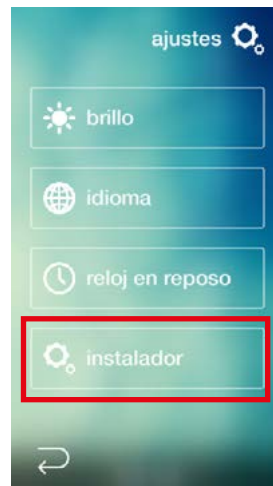 ajustes
brillo
idioma
reloj en reposo
instalador